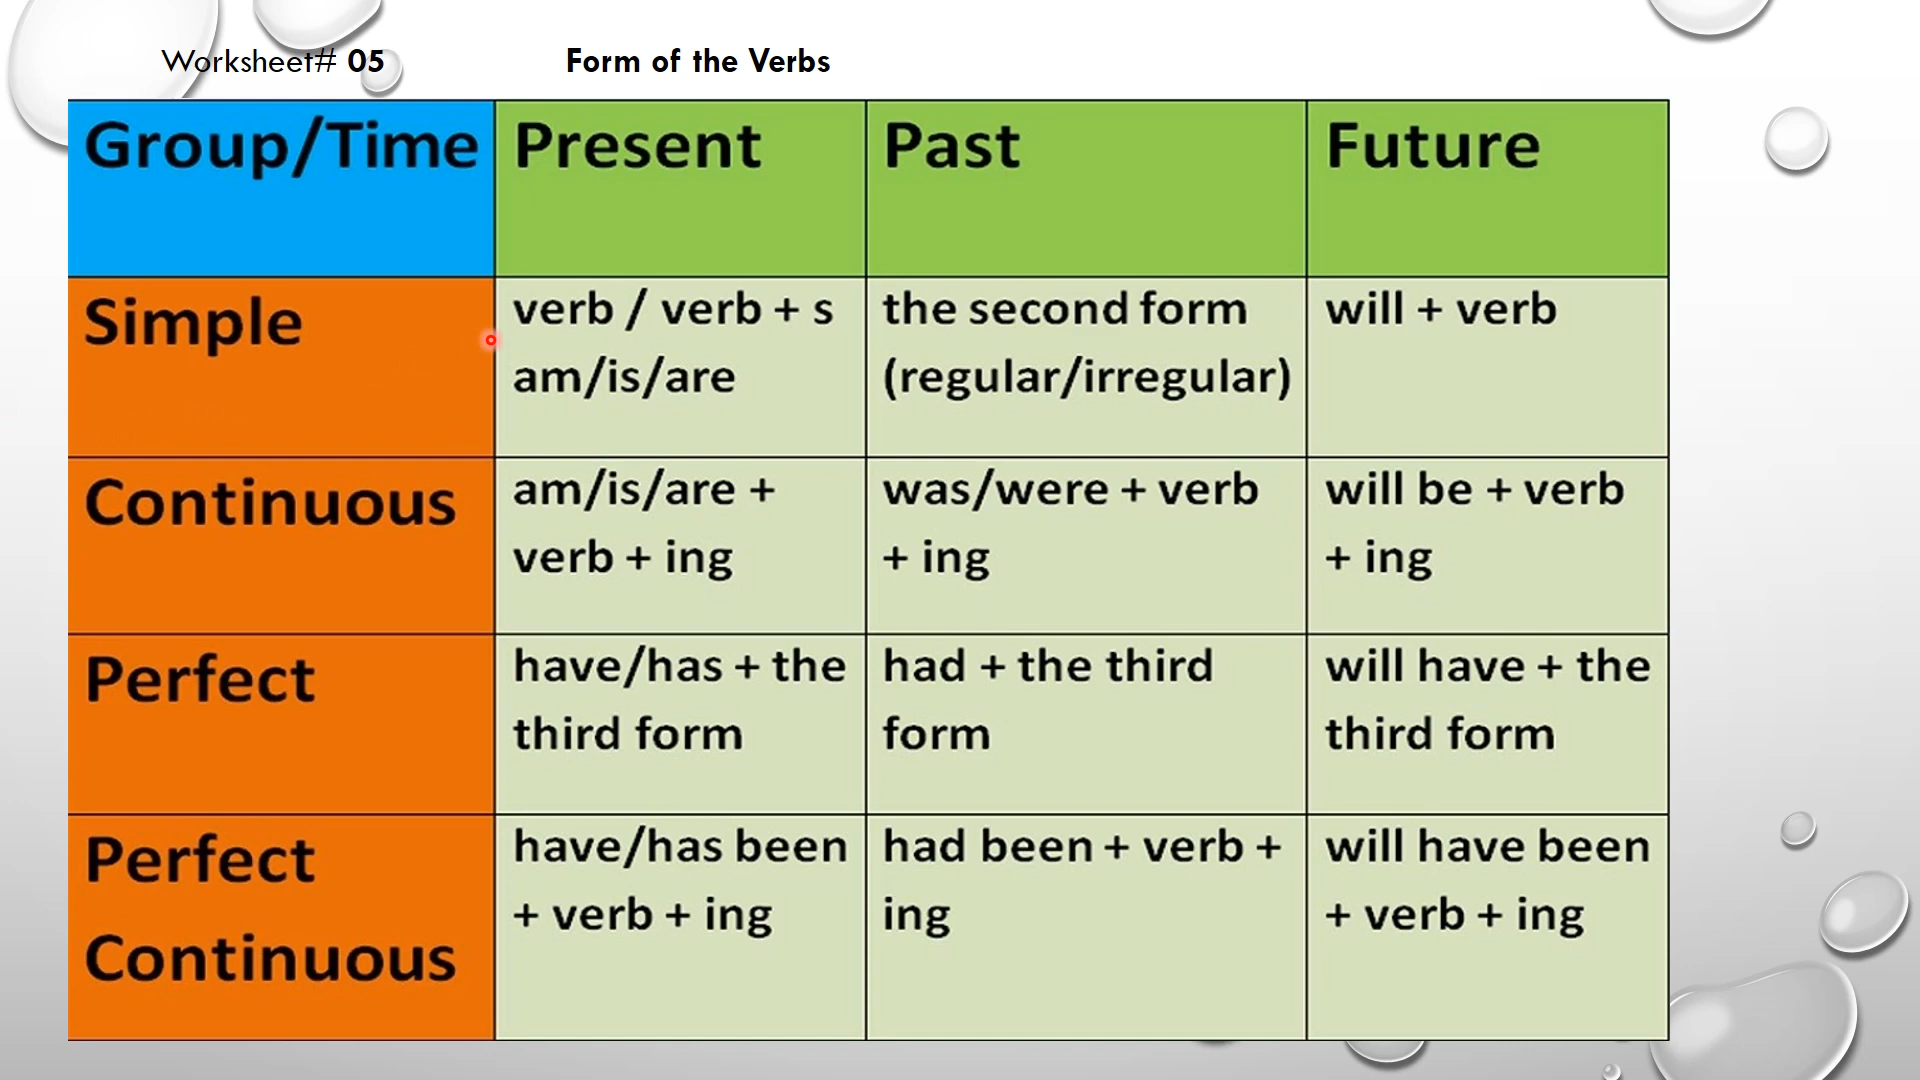 Worksheet# 05 Form of the Verbs
Group/Time Present Past Future
Simple
verb / verb + s
am/is/are
the second form
(regular/irregular)
will + verb
Continuous
am/is/are +
verb + ing
was/were + verb
+ ing
will be + verb
+ ing
Perfect
have/has + the
third form
had + the third
form
will have + the
third form
Perfect
Continuous
have/has been
+ verb + ing
had been + verb +
ing
will have been
+ verb + ing